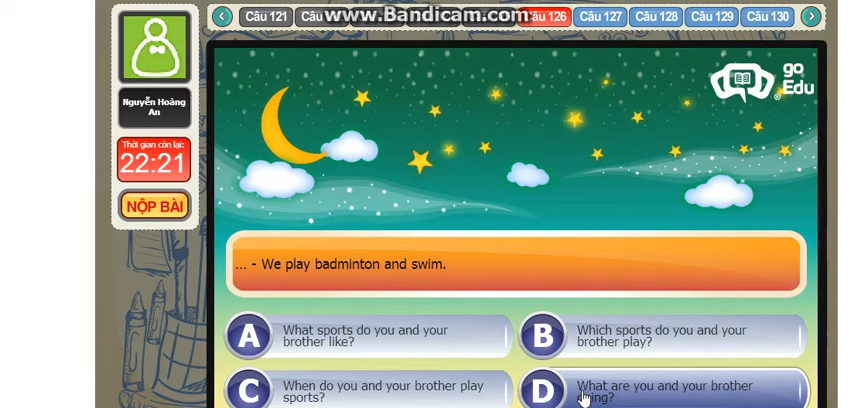 Câu 121
www.Bandicam.com
Câu 126
Câu 127
Câu 128
Câu 129
Câu 130
Nguyễn Hoàng
An
Thời gian còn lại:
22:21
NỘP BÀI
go
Edu
... - We play badminton and swim.
A
What sports do you and your
brother like?
B
Which sports do you and your
brother play?
C
When do you and your brother play
sports?
D
What are you and your brother